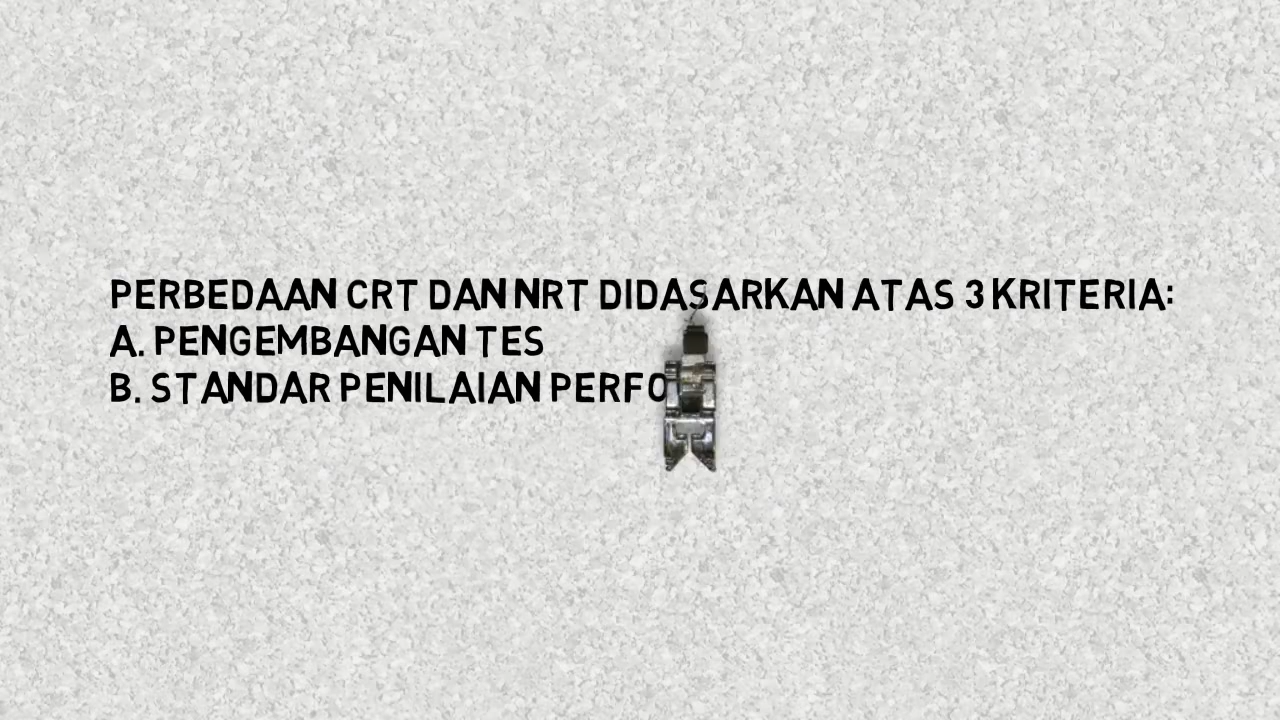 PERBEDAAN CRT DAN NRT DIDASARKAN ATAS 3 KRITERIA:
A. PENGEMBANGAN TES
B. STANDAR PENILAIAN PERFO